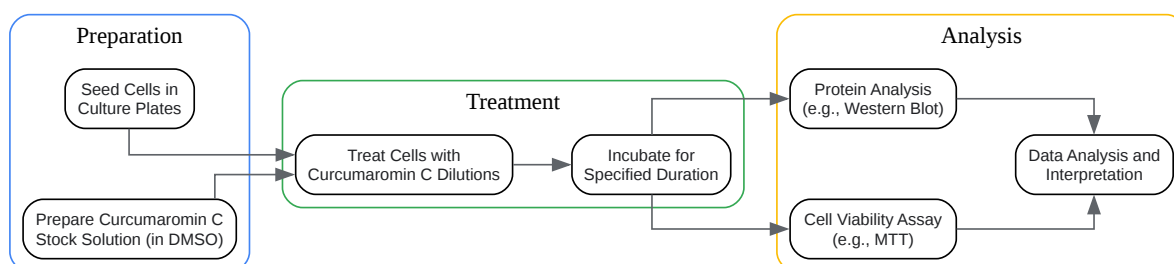 Preparation
Seed Cells in
Culture Plates
Prepare Curcumaromin C
Stock Solution (in DMSO)
Treatment
Treat Cells with
Curcumaromin C Dilutions
Incubate for
Specified Duration
Analysis
Protein Analysis
(e.g., Western Blot)
Cell Viability Assay
(e.g., MTT)
Data Analysis and
Interpretation